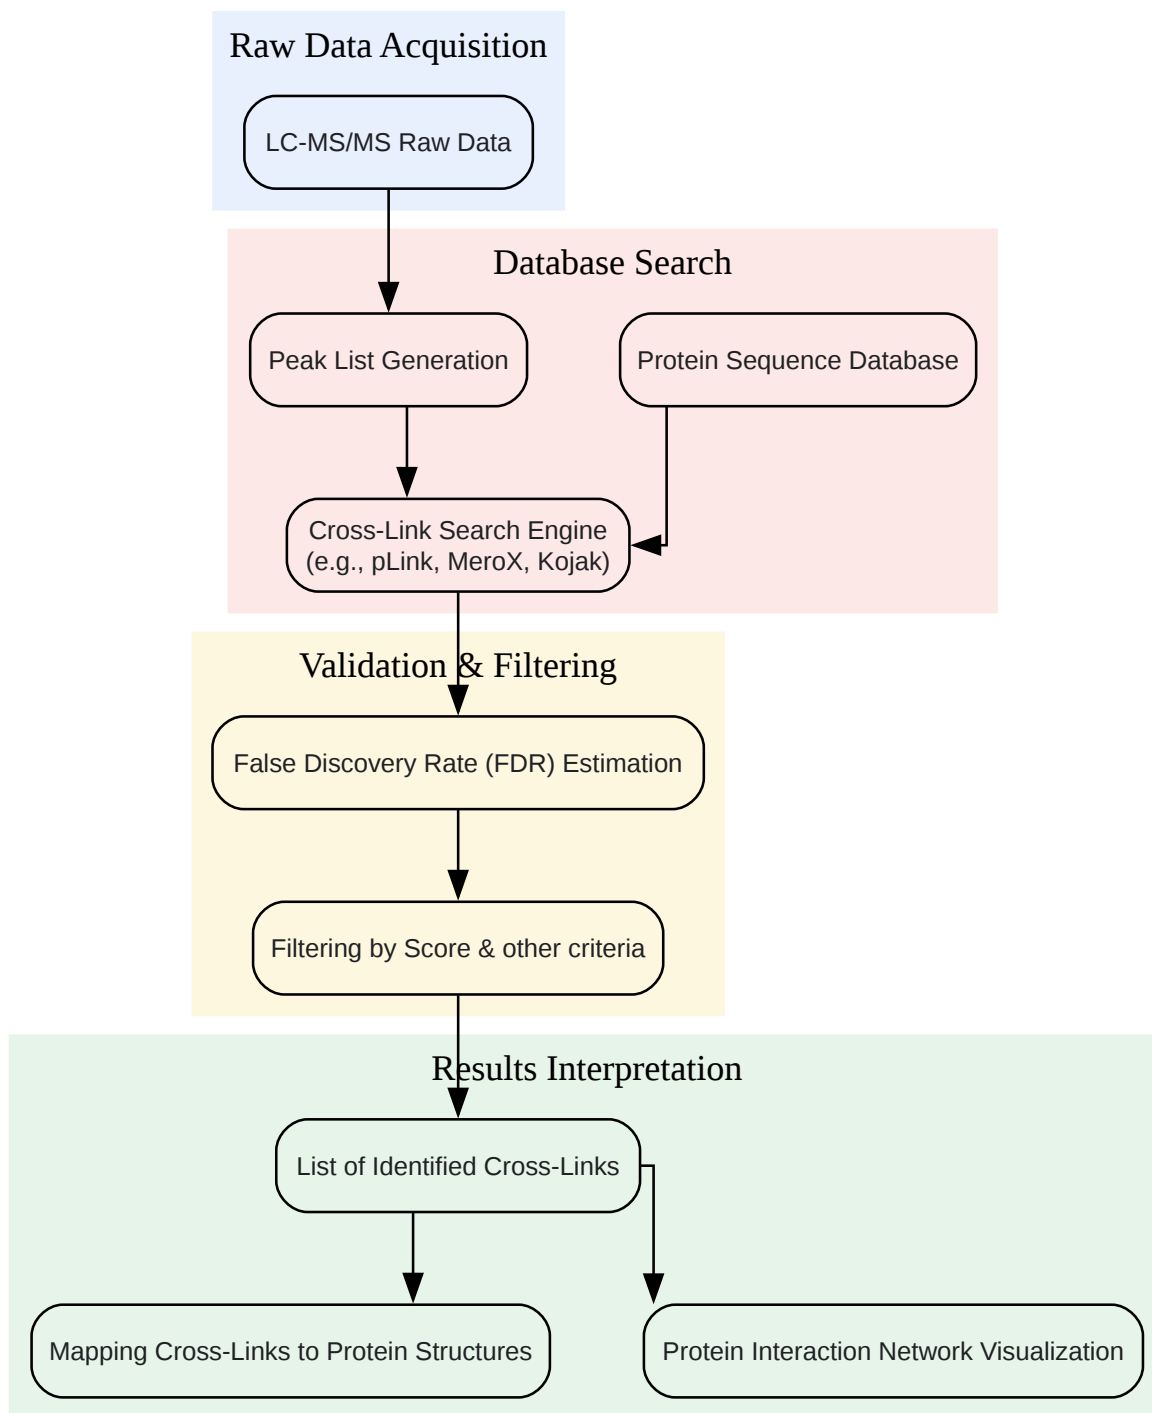 Raw Data Acquisition
LC-MS/MS Raw Data
Database Search
Peak List Generation
Protein Sequence Database
Cross-Link Search Engine
(e.g., pLink, MeroX, Kojak)
Validation & Filtering
False Discovery Rate (FDR) Estimation
Filtering by Score & other criteria
Results Interpretation
List of Identified Cross-Links
Mapping Cross-Links to Protein Structures
Protein Interaction Network Visualization